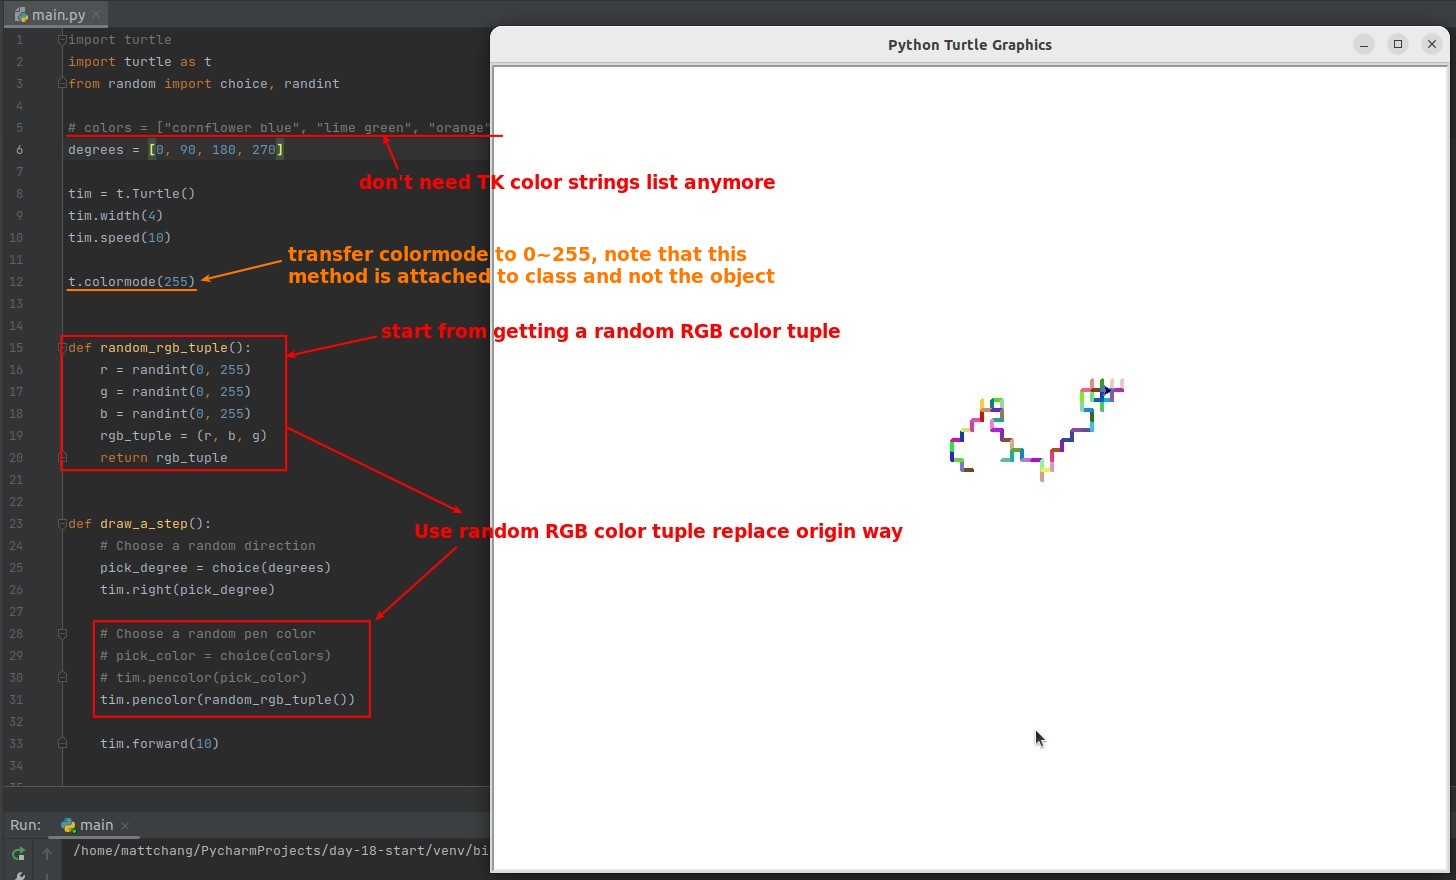 main.py
Python Turtle Graphics
1 import turtle
2 import turtle as t
3 from random import choice, randint
4
5 # colors = ["cornflower blue", "lime green", "orange"
6 degrees = [0, 90, 180, 270]
7
don't need TK color strings list anymore
8 tim = t.Turtle()
9 tim.width(4)
10 tim.speed(10)
11
transfer colormode to 0~255, note that this
method is attached to class and not the object
12 t.colormode(255)
13
14
start from getting a random RGB color tuple
15 def random_rgb_tuple():
16 r = randint(0, 255)
17 g = randint(0, 255)
18 b = randint(0, 255)
19 rgb_tuple = (r, b, g)
20 return rgb_tuple
21
22
23 def draw_a_step():
Use random RGB color tuple replace origin way
24 # Choose a random direction
25 pick_degree = choice(degrees)
26 tim.right(pick_degree)
27
28 # Choose a random pen color
29 # pick_color = choice(colors)
30 # tim.pencolor(pick_color)
31 tim.pencolor(random_rgb_tuple())
32
33 tim.forward(10)
34
Run: main
/home/mattchang/PycharmProjects/day-18-start/venv/bi